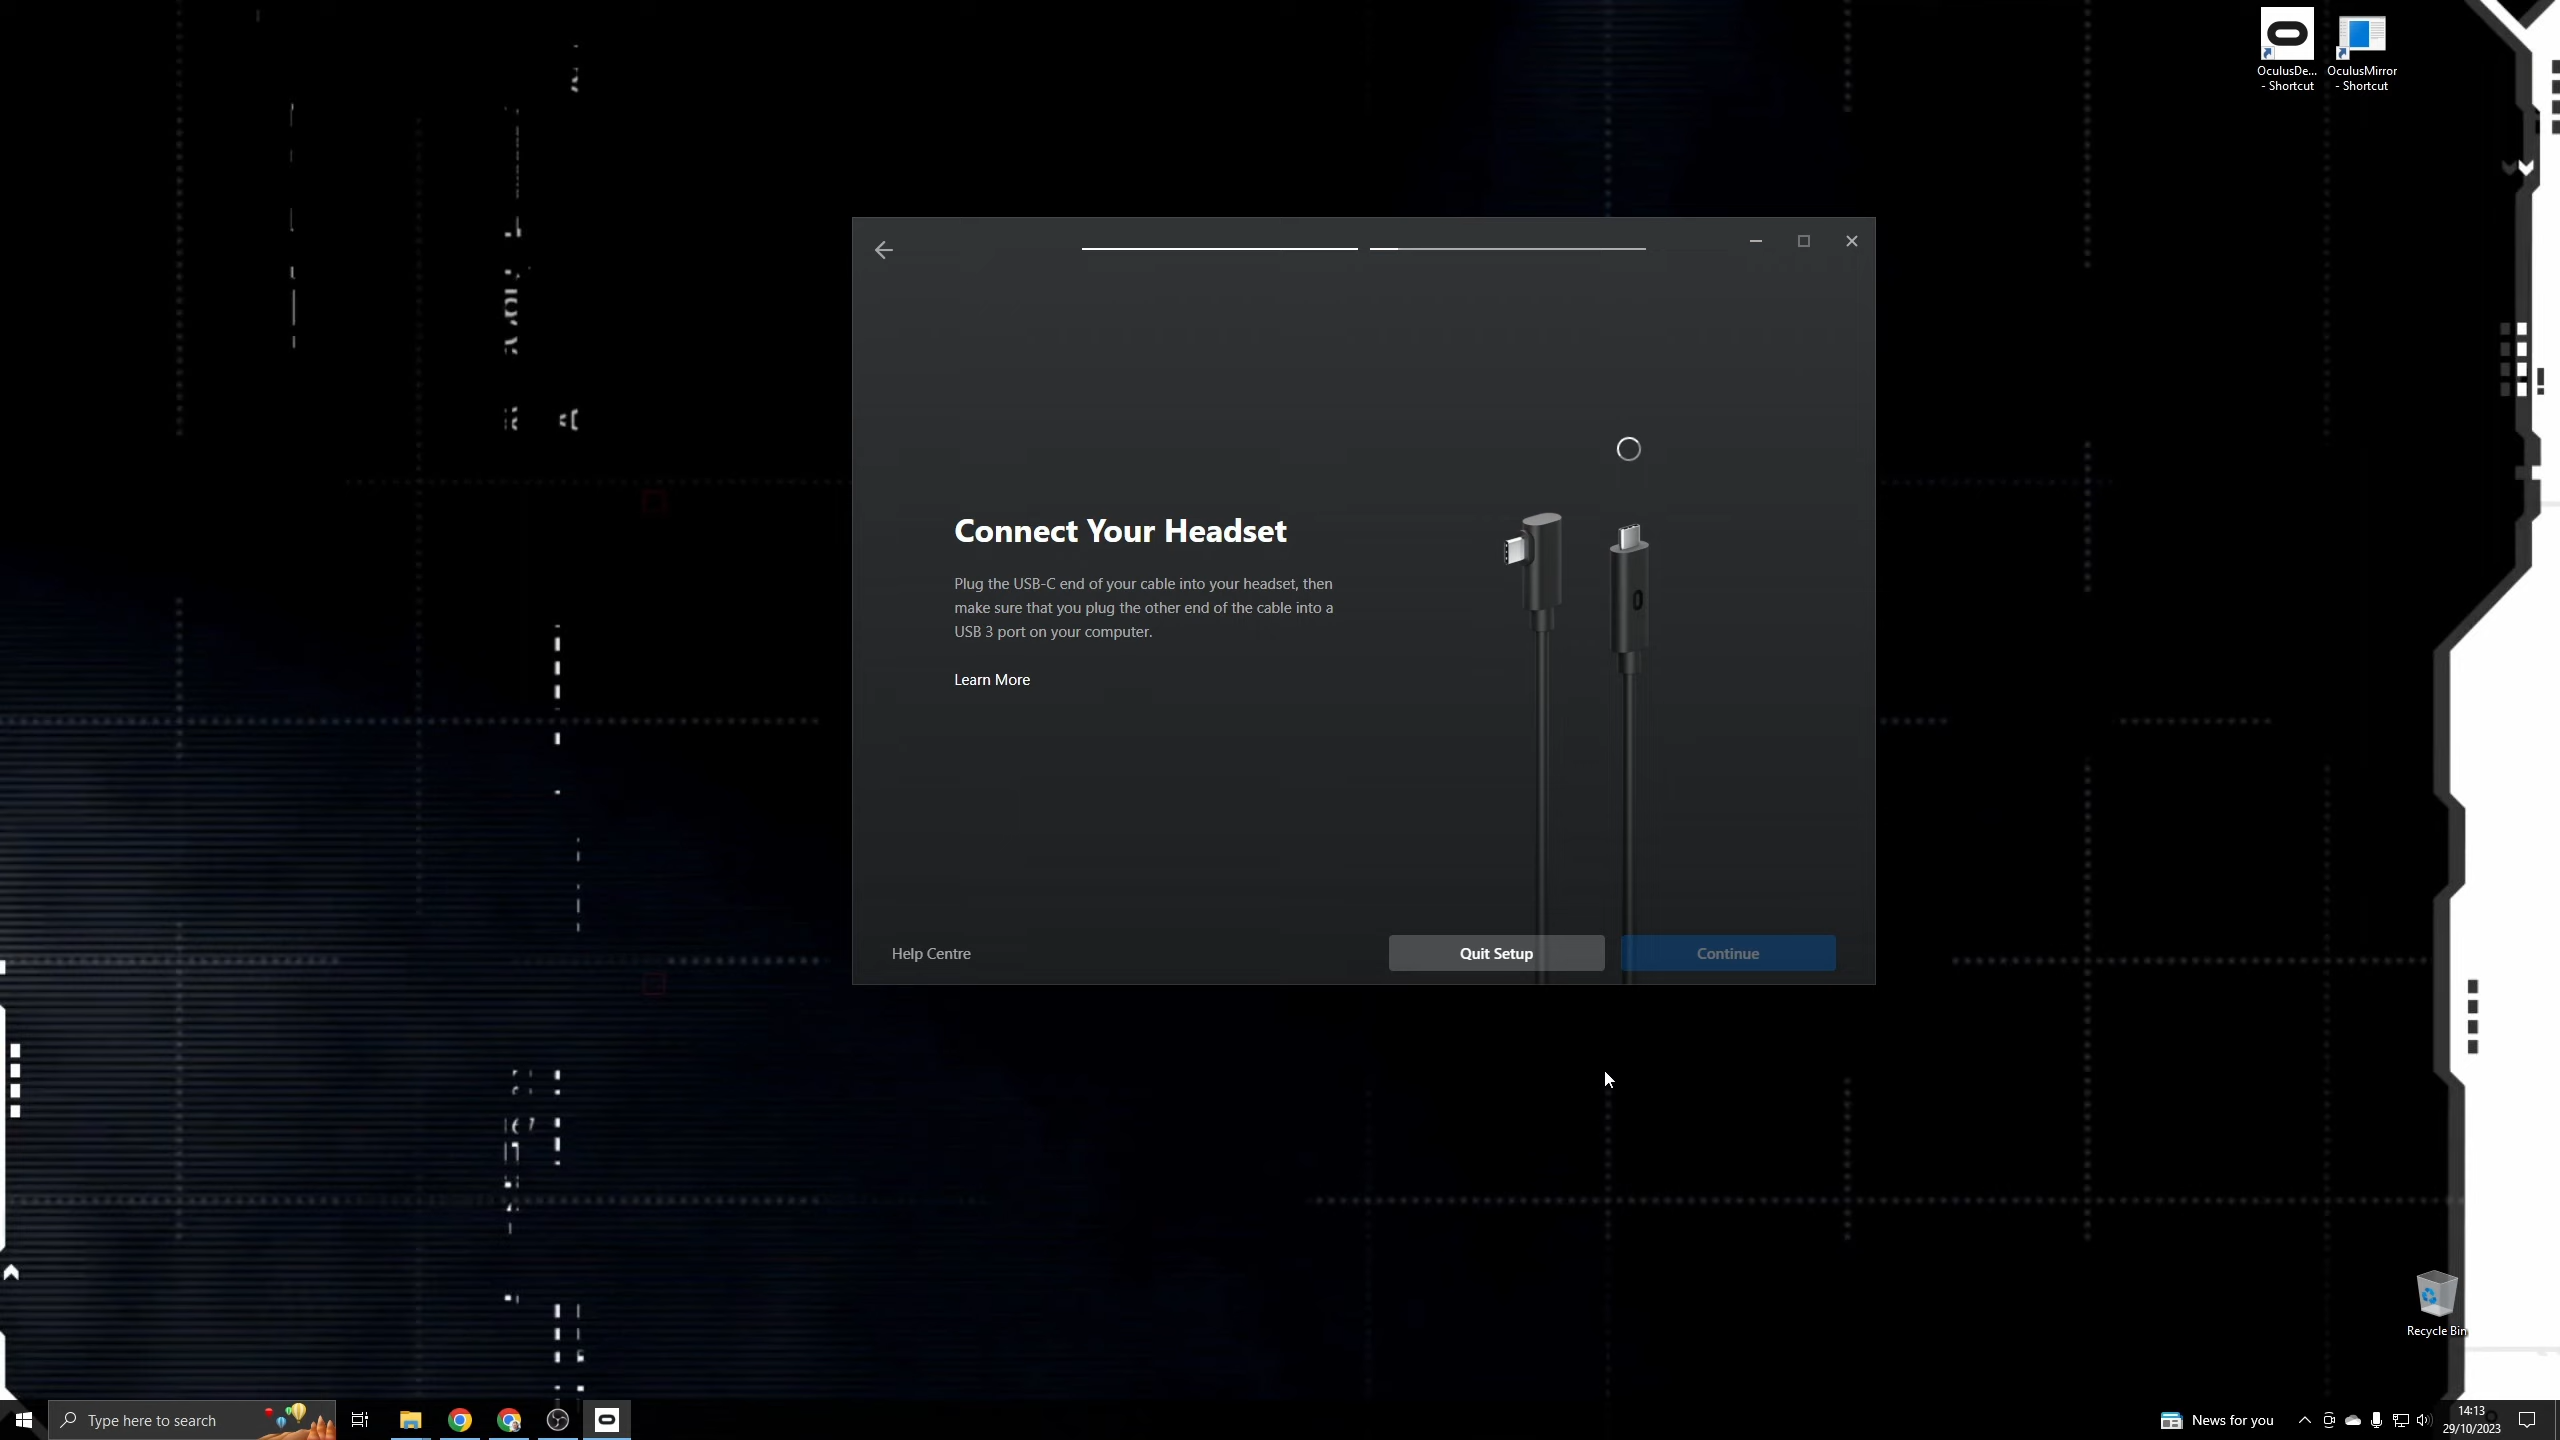 OculusDe...
- Shortcut
OculusMirror
- Shortcut
Connect Your Headset
Plug the USB-C end of your cable into your headset, then
make sure that you plug the other end of the cable into a
USB 3 port on your computer.
Learn More
Help Centre
Quit Setup
Continue
Recycle Bin
Type here to search
News for you
14:13
29/10/2023